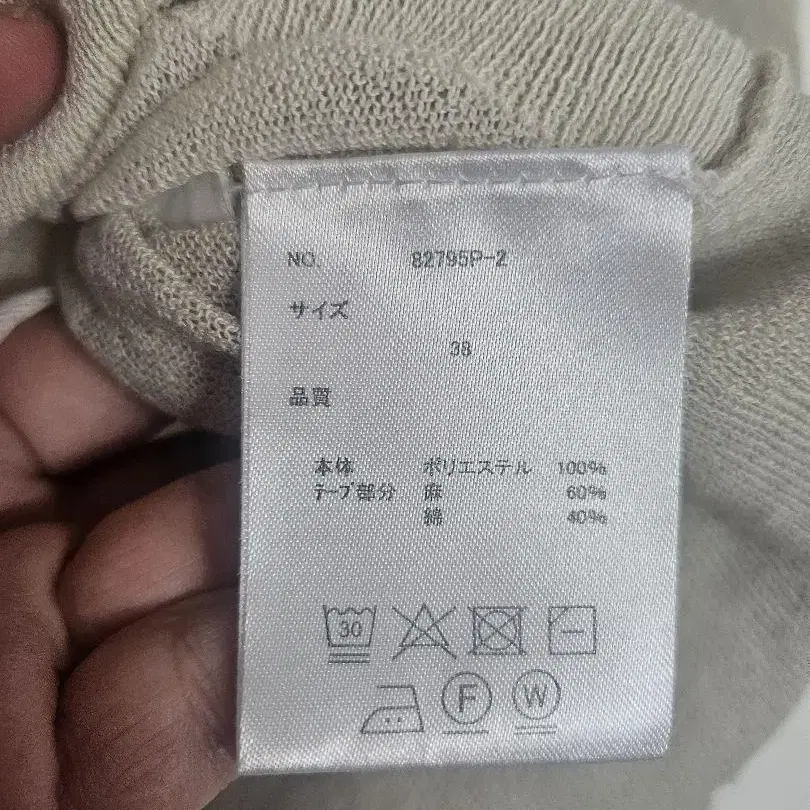 NO. 82795P-2
サイズ
38
品質
本体 ポリエステル 100%
テープ部分 麻 60%
綿 40%
30
F W